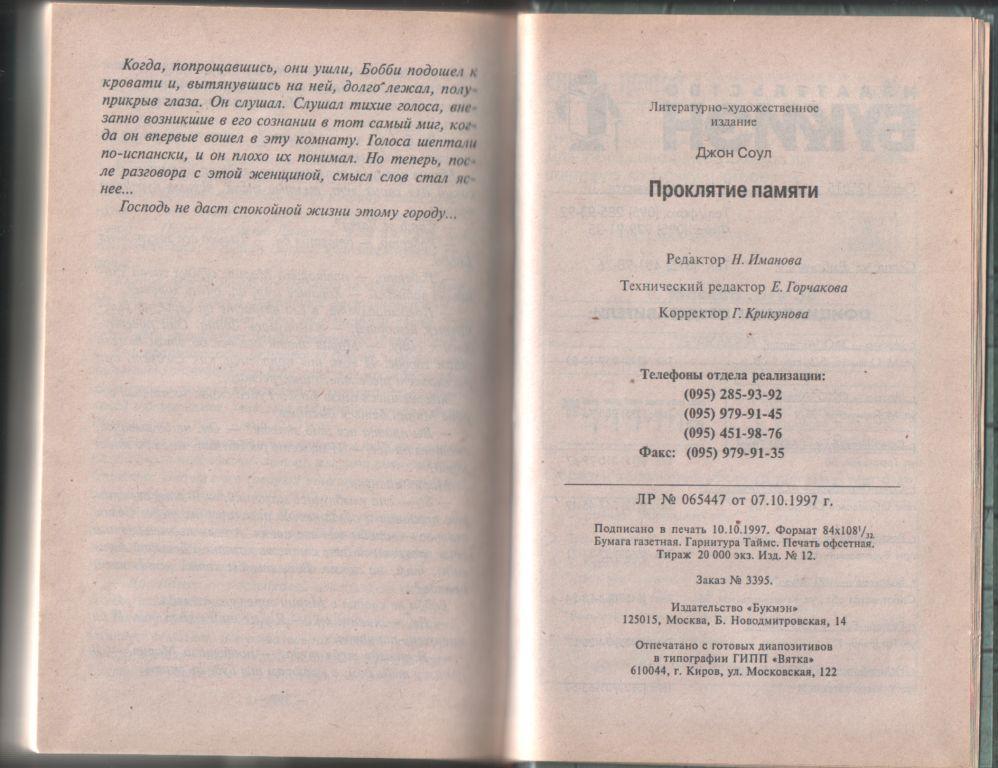 Когда, попрощавшись, они ушли, Бобби подошел к
кровати и, вытянувшись на ней, долго лежал, полу-
прикрыв глаза. Он слушал. Слушал тихие голоса, вне-
запно возникшие в его сознании в тот самый миг, ког-
да он впервые вошел в эту комнату. Голоса шептали
по-испански, и он плохо их понимал. Но теперь, пос-
ле разговора с этой женщиной, смысл слов стал яс-
нее...
Господь не даст спокойной жизни этому городу...
Литературно-художественное
издание
Джон Соул
Проклятие памяти
Редактор Н. Иманова
Технический редактор Е. Горчакова
Корректор Г. Крикунова
Телефоны отдела реализации:
(095) 285-93-92
(095) 979-91-45
(095) 451-98-76
Факс: (095) 979-91-35
ЛР № 065447 от 07.10.1997 г.
Подписано в печать 10.10.1997. Формат 84x108¹/₃₂.
Бумага газетная. Гарнитура Таймс. Печать офсетная.
Тираж 20 000 экз. Изд. № 12.
Заказ № 3395.
Издательство «Букмэн»
125015, Москва, Б. Новодмитровская, 14
Отпечатано с готовых диапозитивов
в типографии ГИПП «Вятка»
610044, г. Киров, ул. Московская, 122